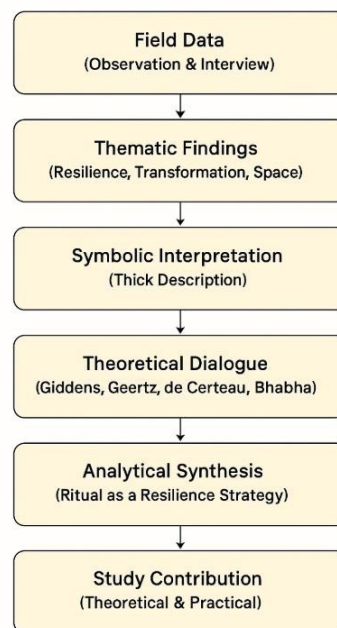 Field Data
(Observation & Interview)
Thematic Findings
(Resilience, Transformation, Space)
Symbolic Interpretation
(Thick Description)
Theoretical Dialogue
(Giddens, Geertz, de Certeau, Bhabha)
Analytical Synthesis
(Ritual as a Resilience Strategy)
Study Contribution
(Theoretical & Practical)